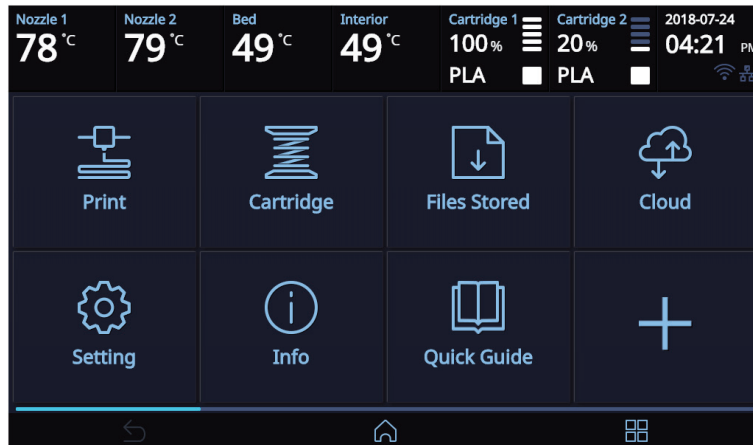 Nozzle 1 Nozzle 2 Bed Interior Cartridge 1 Cartridge 2 2018-07-24
78 °C 79 °C 49 °C 49 °C 100 % 20 % 04:21 PM
PLA PLA
Print Cartridge Files Stored Cloud
Setting Info Quick Guide